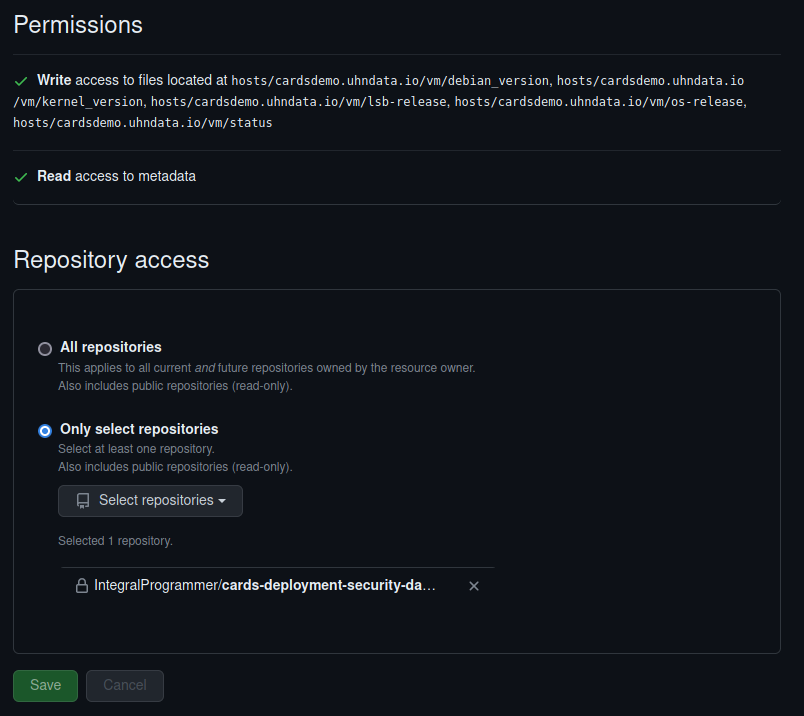 Permissions
Write access to files located at hosts/cardsdemo.uhndata.io/vm/debian_version, hosts/cardsdemo.uhndata.io
/vm/kernel_version, hosts/cardsdemo.uhndata.io/vm/lsb-release, hosts/cardsdemo.uhndata.io/vm/os-release,
hosts/cardsdemo.uhndata.io/vm/status
Read access to metadata
Repository access
All repositories
This applies to all current and future repositories owned by the resource owner.
Also includes public repositories (read-only).
Only select repositories
Select at least one repository.
Also includes public repositories (read-only).
Select repositories
Selected 1 repository.
IntegralProgrammer/cards-deployment-security-da...
Save Cancel